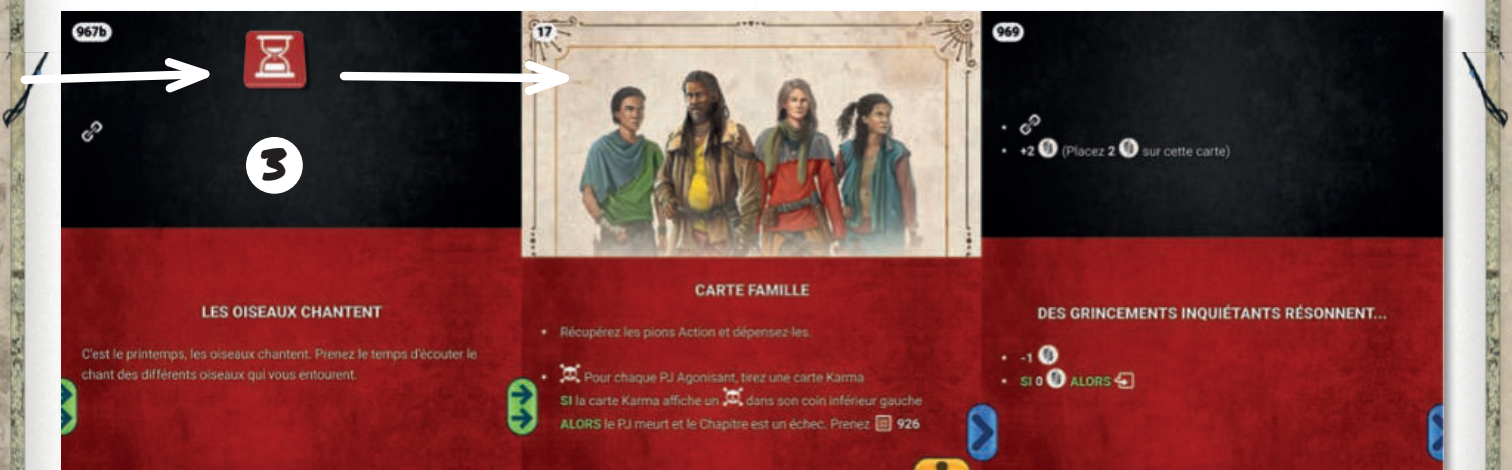 967b
3
LES OISEAUX CHANTENT
C'est le printemps, les oiseaux chantent. Prenez le temps d'écouter le
chant des différents oiseaux qui vous entourent.
17
CARTE FAMILLE
• Récupérez les pions Action et dépensez-les.
• Pour chaque PJ Agonisant, tirez une carte Karma
SI la carte Karma affiche un dans son coin inférieur gauche
ALORS le PJ meurt et le Chapitre est un échec. Prenez 926
969
• +2 (Placez 2 sur cette carte)
DES GRINCEMENTS INQUIÉTANTS RÉSONNENT...
• -1
• SI 0 ALORS